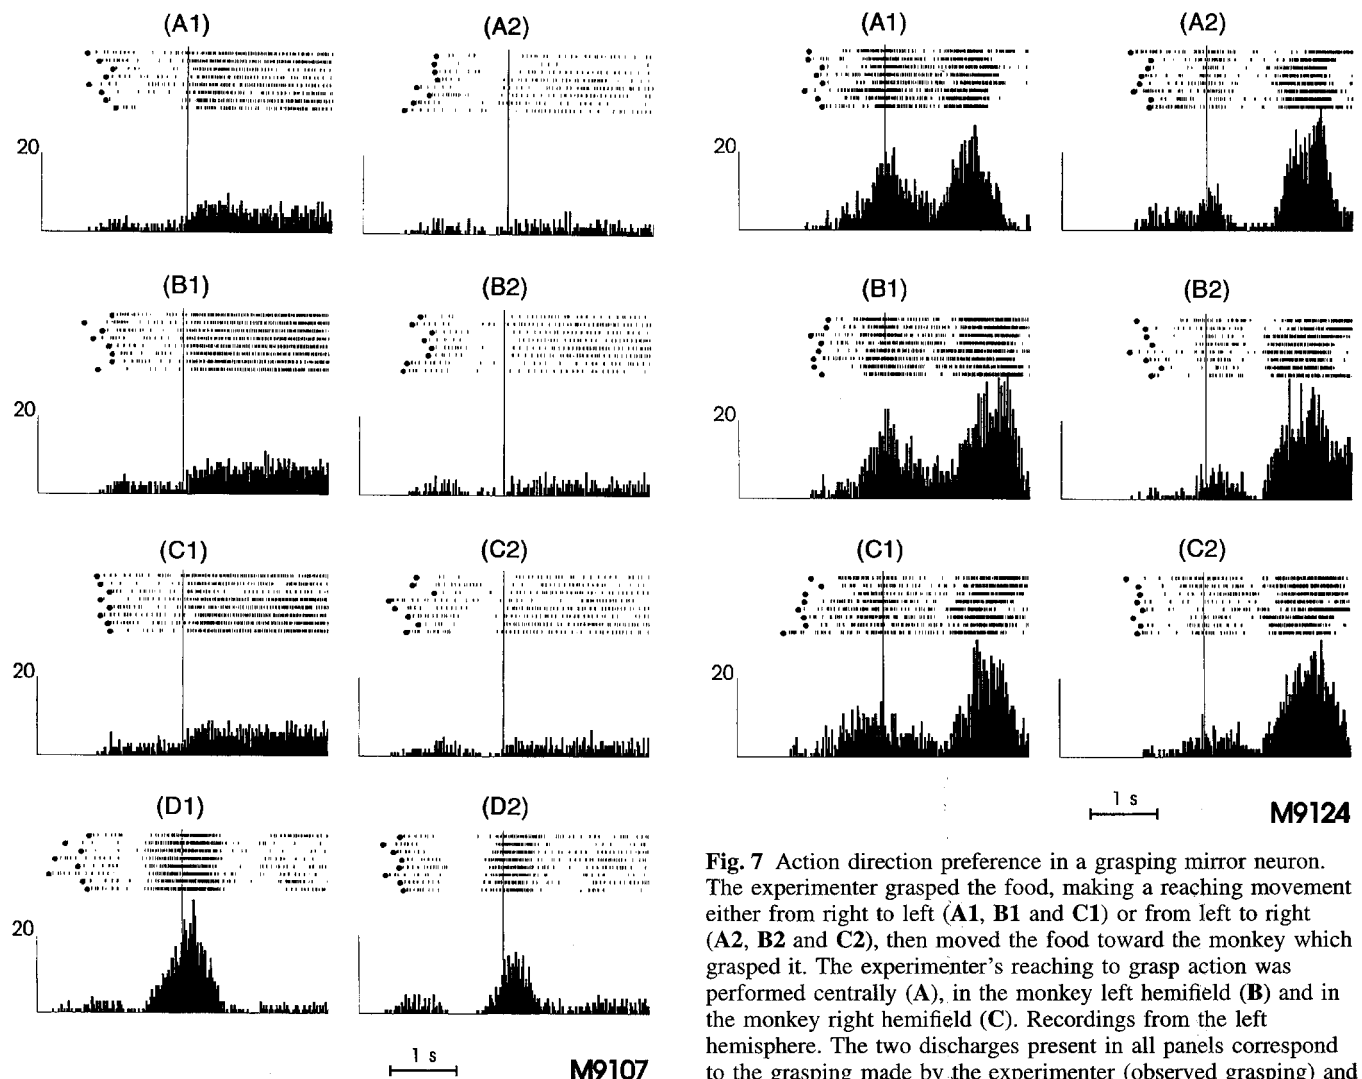 (A1) (A2)
20
(B1) (B2)
20
(C1) (C2)
20
(D1) (D2)
20
1 s
M9107
(A1) (A2)
20
(B1) (B2)
20
(C1) (C2)
20
1 s
M9124
Fig. 7 Action direction preference in a grasping mirror neuron.
The experimenter grasped the food, making a reaching movement
either from right to left (A1, B1 and C1) or from left to right
(A2, B2 and C2), then moved the food toward the monkey which
grasped it. The experimenter's reaching to grasp action was
performed centrally (A), in the monkey left hemifield (B) and in
the monkey right hemifield (C). Recordings from the left
hemisphere. The two discharges present in all panels correspond
to the grasping made by the experimenter (observed grasping) and